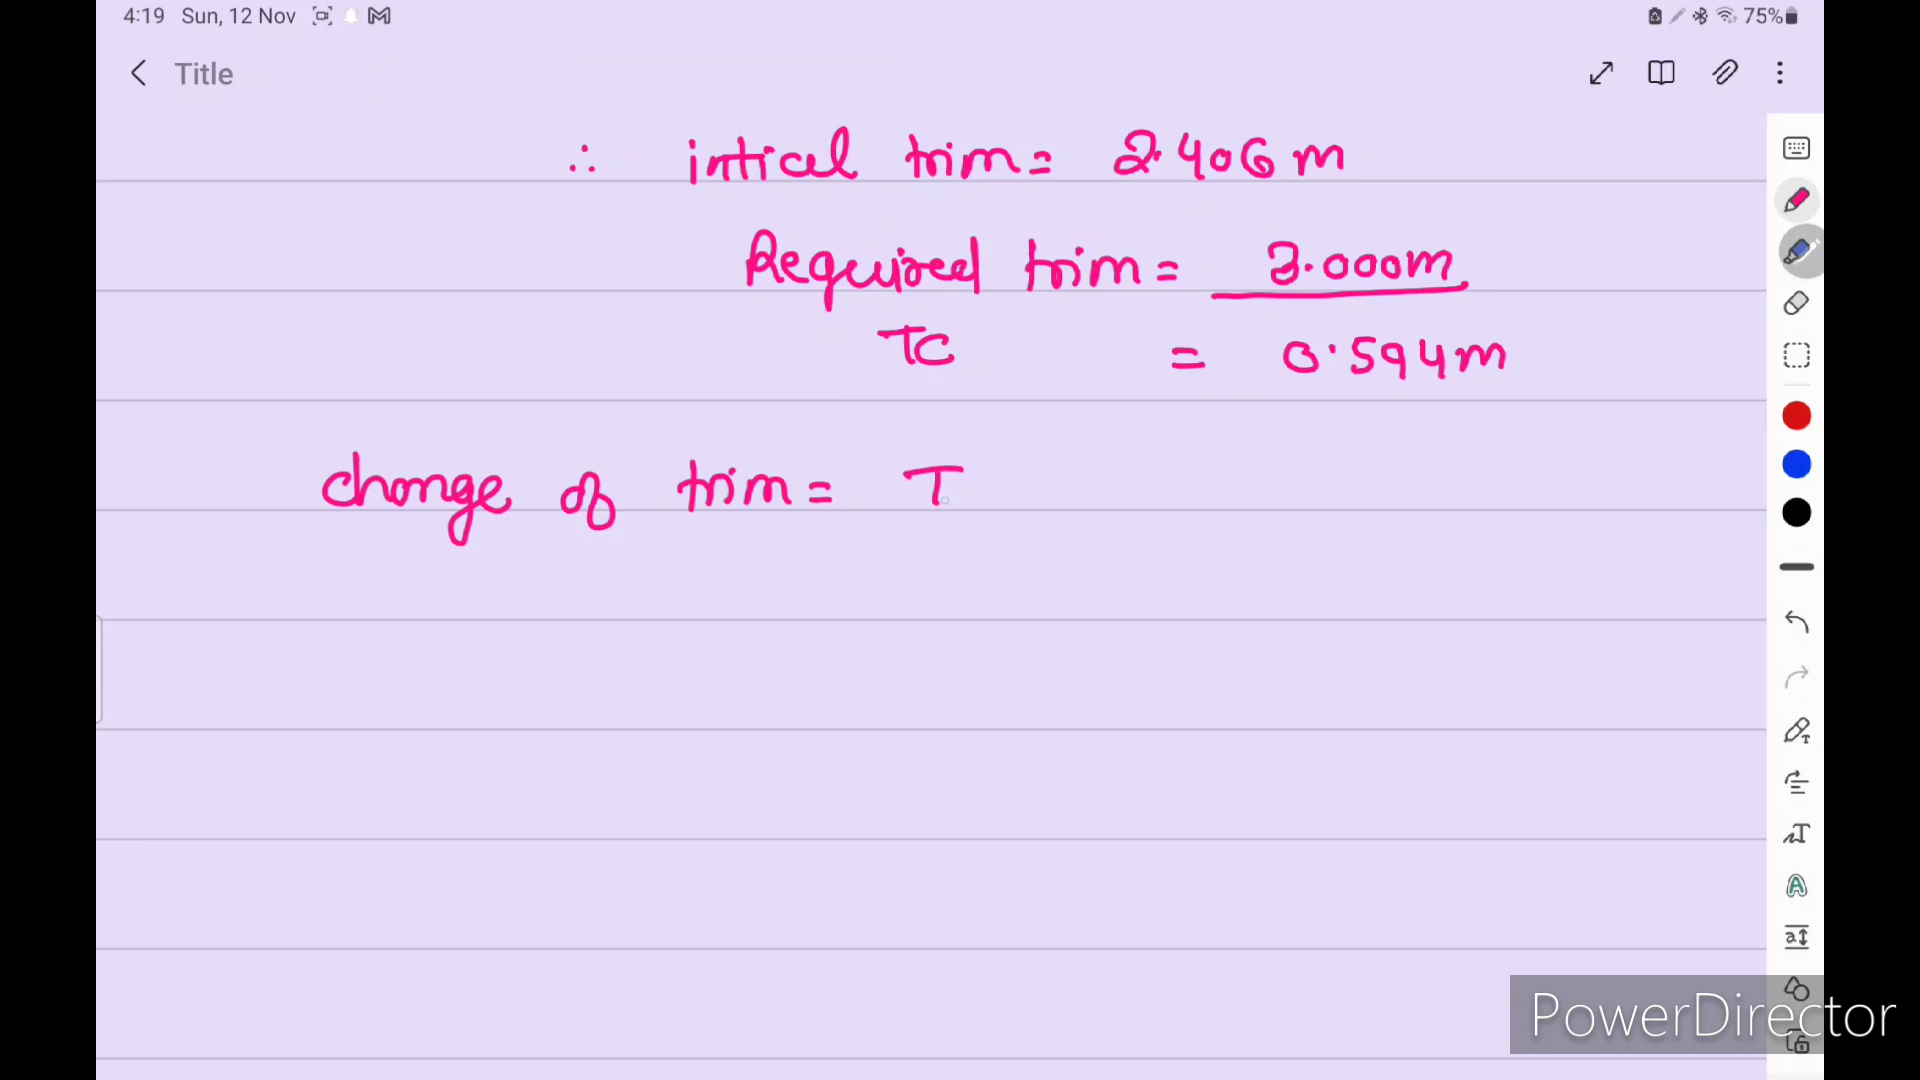 4:19 Sun, 12 Nov 75%
Title
∴ intical trim = 2.406 m
Required trim = 3.000m
TC = 0.594m
change of trim = T
PowerDirector